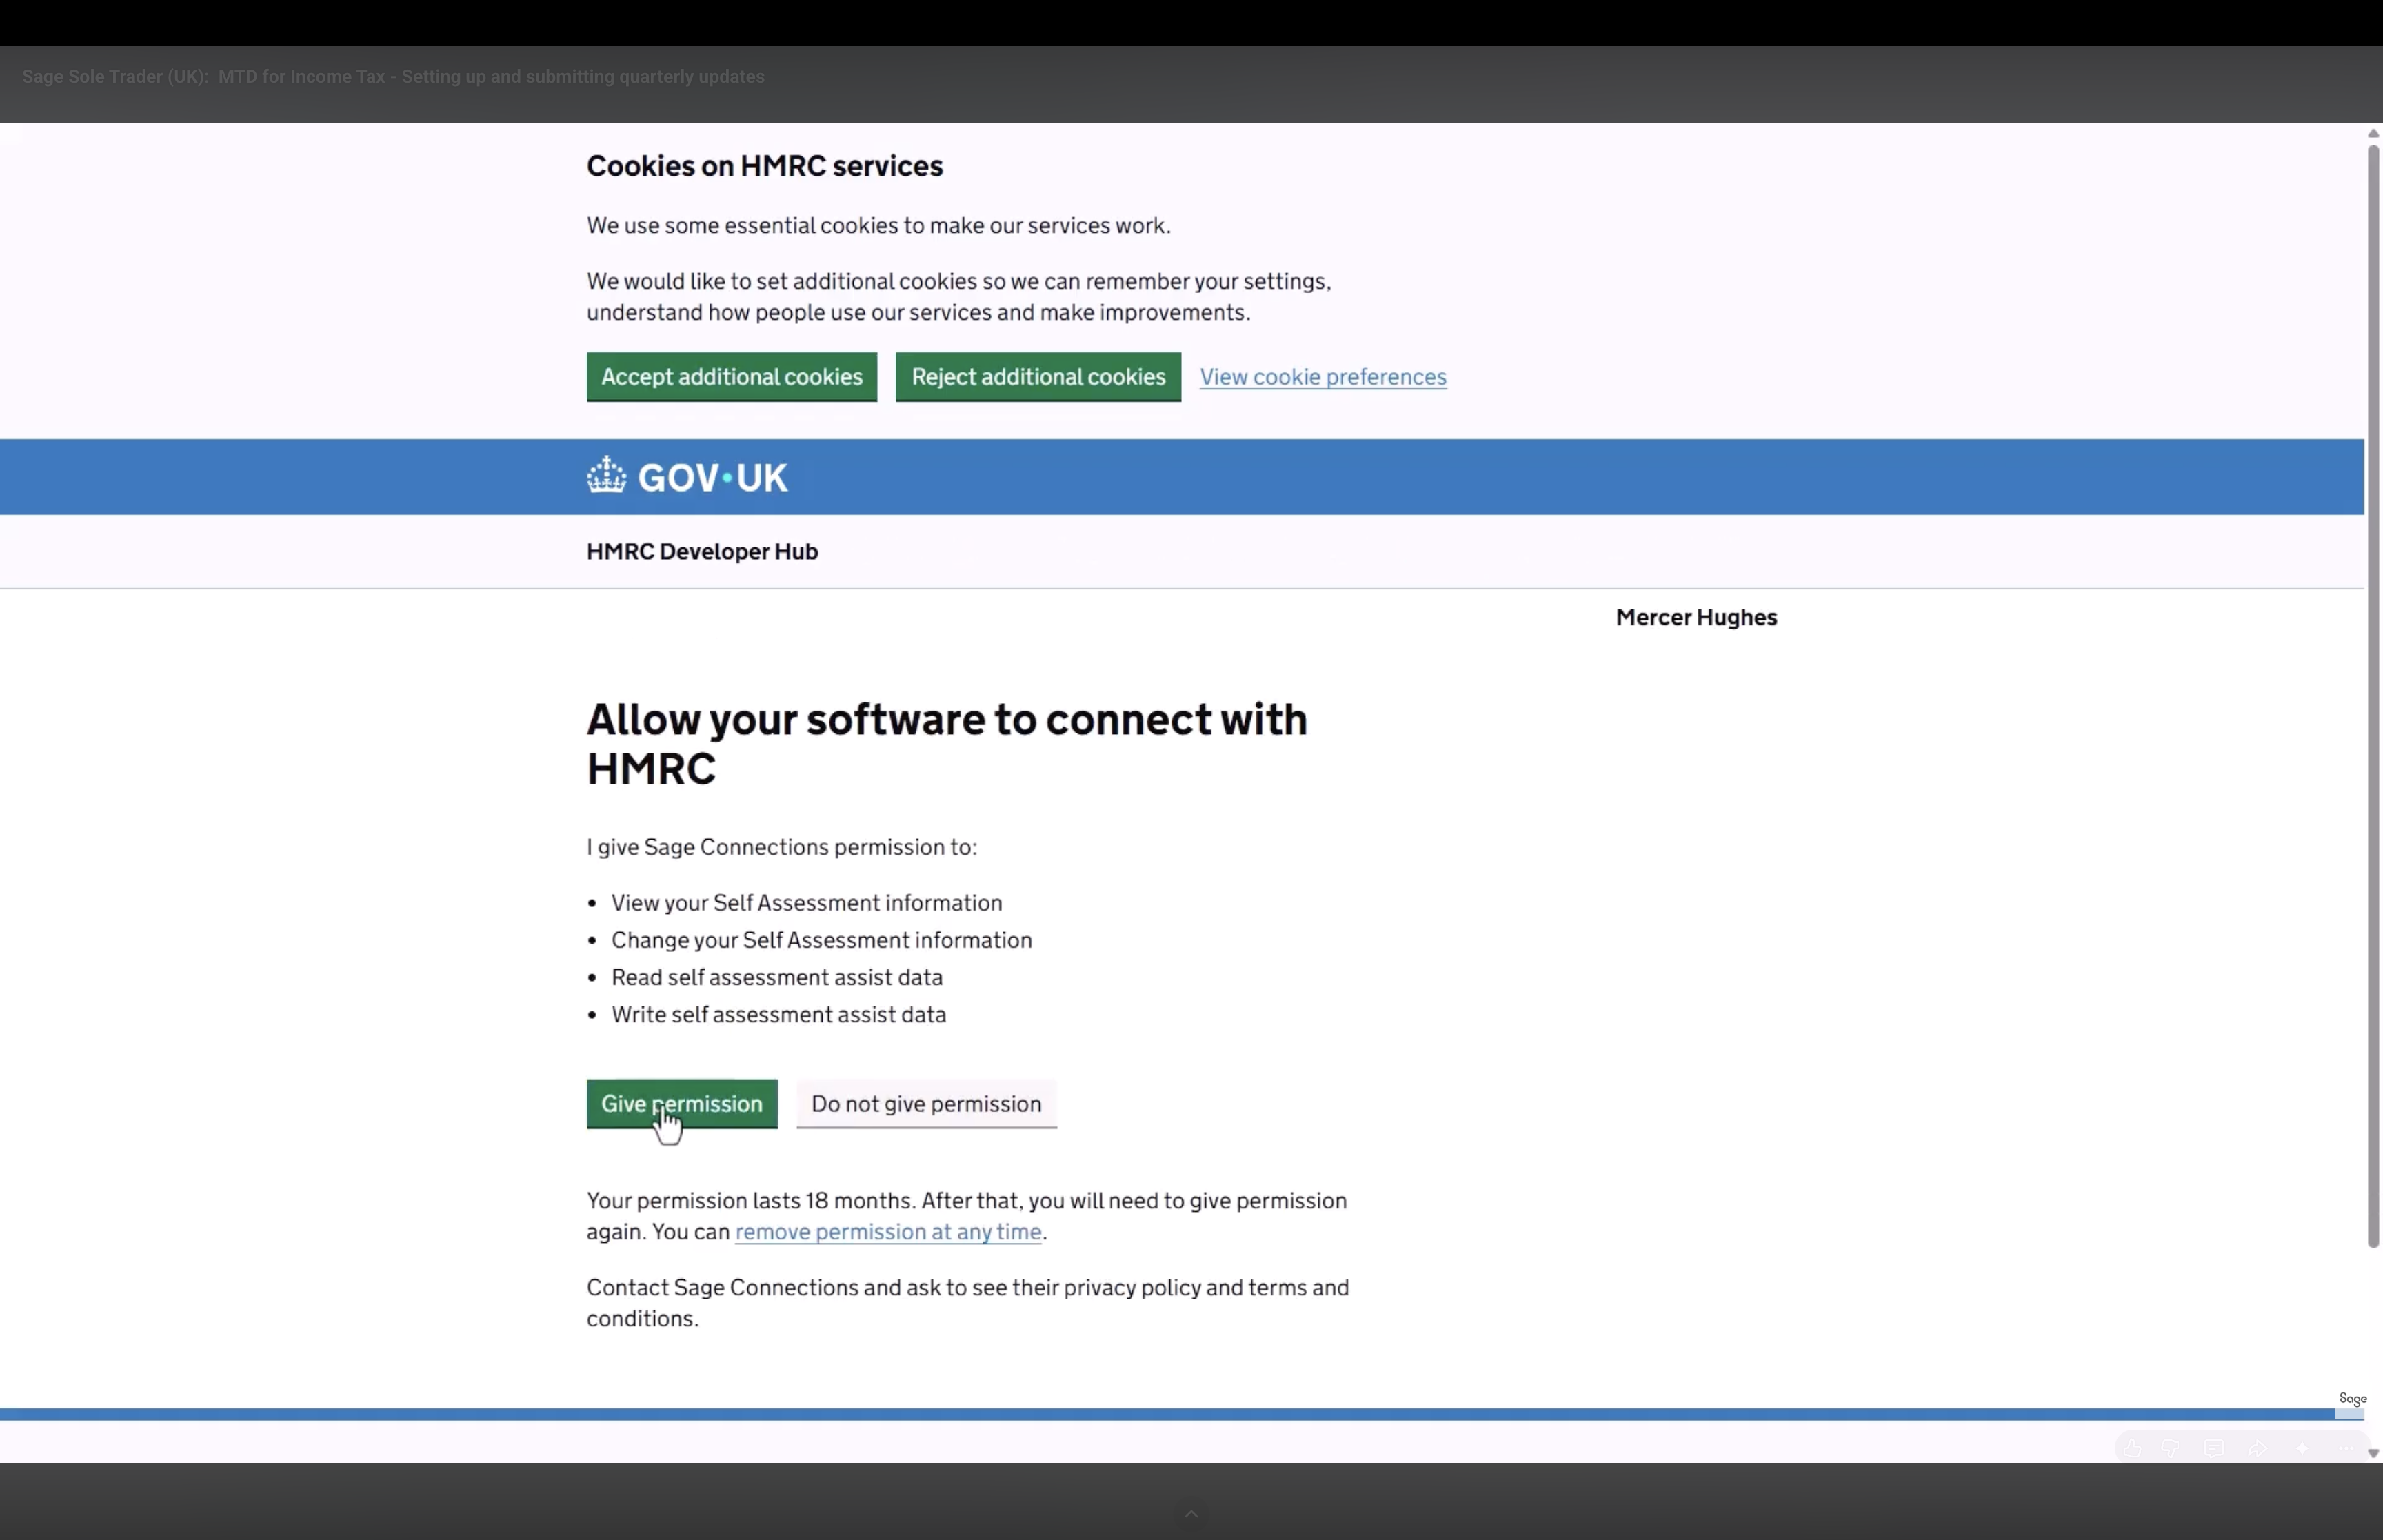 Sage Sole Trader (UK): MTD for Income Tax - Setting up and submitting quarterly updates
Cookies on HMRC services
We use some essential cookies to make our services work.
We would like to set additional cookies so we can remember your settings,
understand how people use our services and make improvements.
Accept additional cookies Reject additional cookies View cookie preferences
GOV·UK
HMRC Developer Hub
Mercer Hughes
Allow your software to connect with
HMRC
I give Sage Connections permission to:
• View your Self Assessment information
• Change your Self Assessment information
• Read self assessment assist data
• Write self assessment assist data
Give permission Do not give permission
Your permission lasts 18 months. After that, you will need to give permission
again. You can remove permission at any time.
Contact Sage Connections and ask to see their privacy policy and terms and
conditions.
Sage